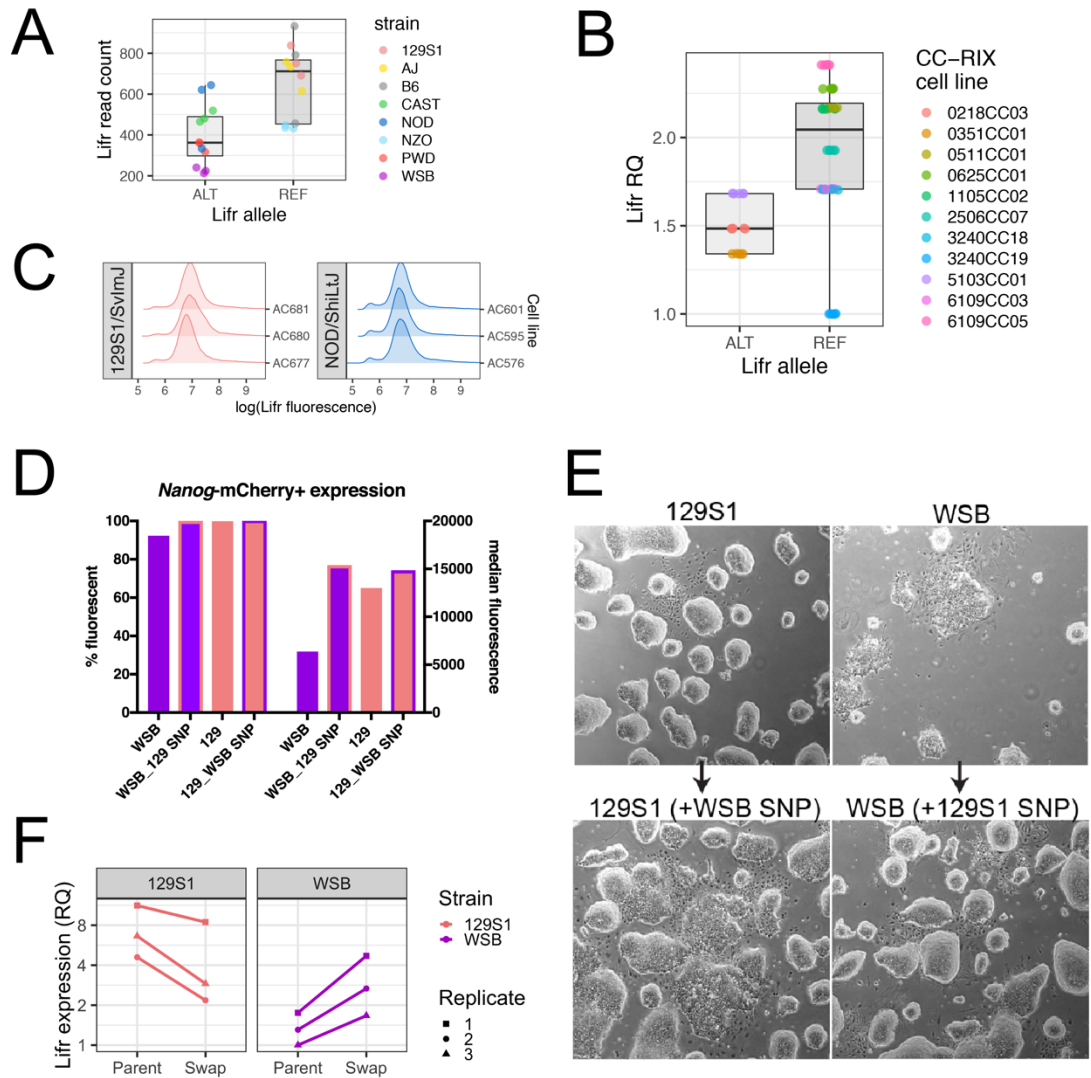 A
Lifr read count
800
600
400
200
ALT
REF
Lifr allele
strain
129S1
AJ
B6
CAST
NOD
NZO
PWD
WSB
B
Lifr RQ
2.0
1.5
1.0
ALT
REF
Lifr allele
CC−RIX
cell line
0218CC03
0351CC01
0511CC01
0625CC01
1105CC02
2506CC07
3240CC18
3240CC19
5103CC01
6109CC03
6109CC05
C
129S1/SvImJ
AC681
AC680
AC677
5 6 7 8 9
NOD/ShiLtJ
AC601
AC595
AC576
5 6 7 8 9
Cell line
log(Lifr fluorescence)
D
Nanog-mCherry+ expression
% fluorescent
100
80
60
40
20
0
20000
15000
10000
5000
0
median fluorescence
WSB
WSB_129 SNP
129
129_WSB SNP
WSB
WSB_129 SNP
129
129_WSB SNP
E
129S1
WSB
129S1 (+WSB SNP)
WSB (+129S1 SNP)
F
Lifr expression (RQ)
129S1
WSB
8
4
2
1
Parent
Swap
Parent
Swap
Strain
129S1
WSB
Replicate
1
2
3